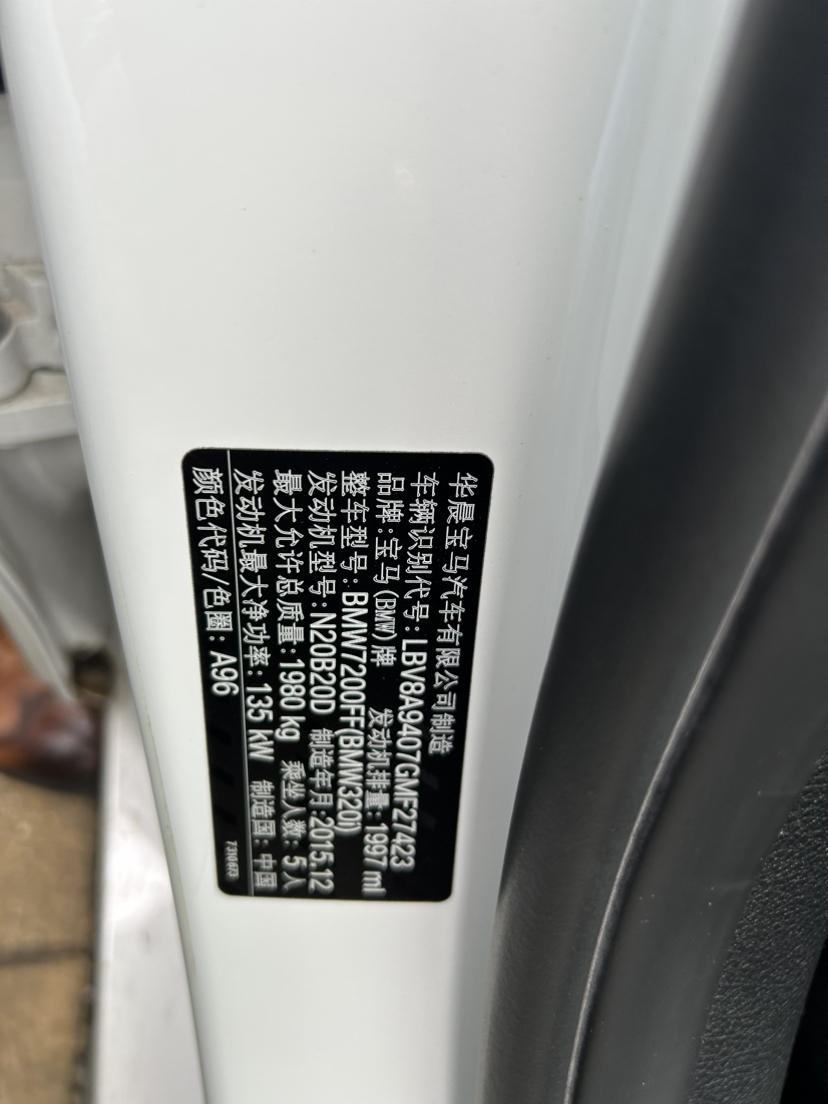 华晨宝马汽车有限公司制造
车辆识别代号:LBV8A9407GMF27423
品牌:宝马(BMW)牌 发动机排量:1997 ml
整车型号:BMW7200FF(BMW320I)
发动机型号:N20B20D 制造年月:2015.12
最大允许总质量:1980 kg 乘坐人数:5人
发动机最大净功率:135 kW 制造国:中国
颜色代码/色圈:A96